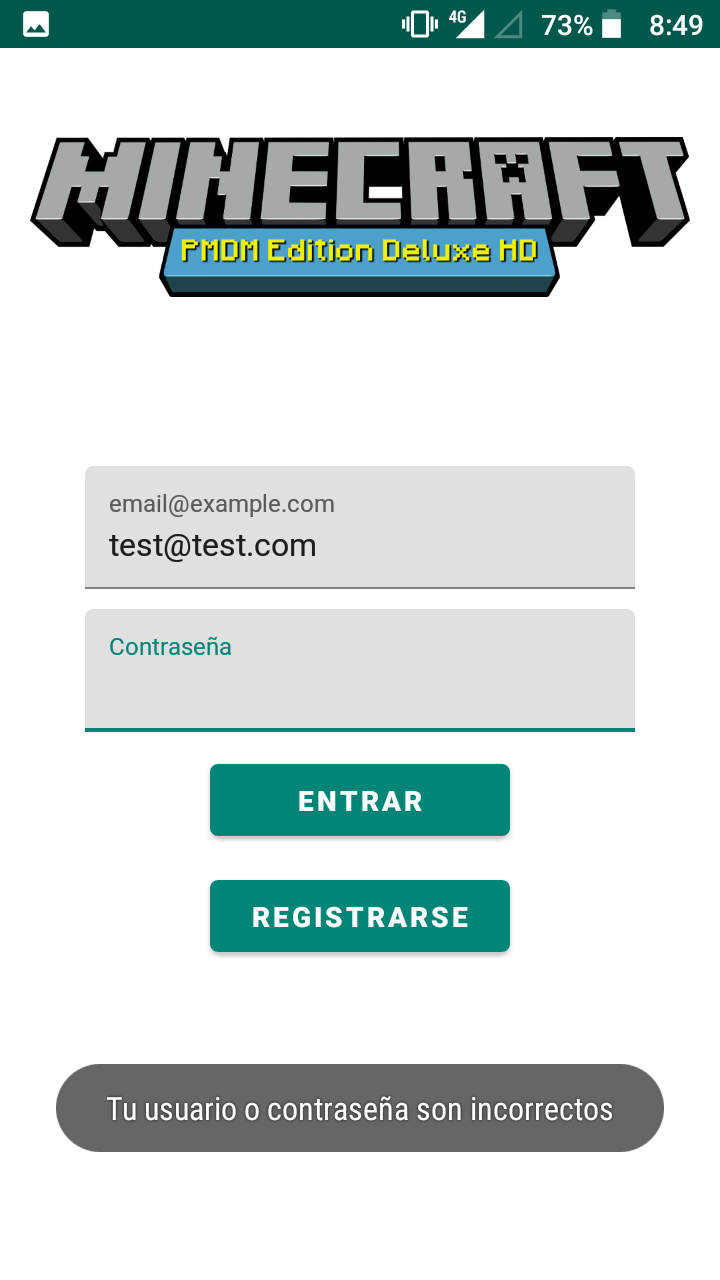 4G 73% 8:49
MINECRAFT
PMDM Edition Deluxe HD
email@example.com
test@test.com
Contraseña
ENTRAR
REGISTRARSE
Tu usuario o contraseña son incorrectos